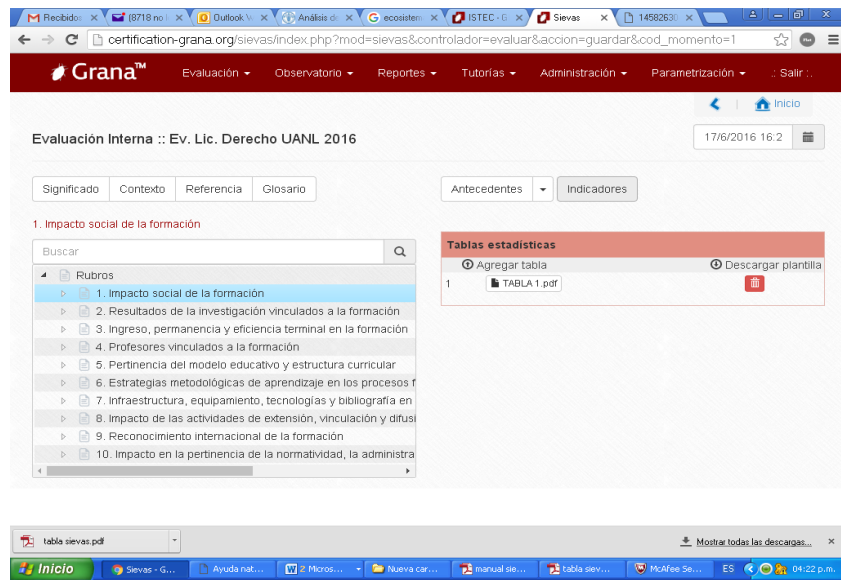 Recibidos
(8718 no l
Outlook V
Análisis d
ecosistem
ISTEC - G
Sievas
14582630
certification-grana.org/sievas/index.php?mod=sievas&controlador=evaluar&accion=guardar&cod_momento=1
Grana™
Evaluación
Observatorio
Reportes
Tutorías
Administración
Parametrización
.: Salir :.
Inicio
Evaluación Interna :: Ev. Lic. Derecho UANL 2016
17/6/2016 16:2
Significado
Contexto
Referencia
Glosario
Antecedentes
Indicadores
1. Impacto social de la formación
Buscar
Rubros
1. Impacto social de la formación
2. Resultados de la investigación vinculados a la formación
3. Ingreso, permanencia y eficiencia terminal en la formación
4. Profesores vinculados a la formación
5. Pertinencia del modelo educativo y estructura curricular
6. Estrategias metodológicas de aprendizaje en los procesos f
7. Infraestructura, equipamiento, tecnologías y bibliografía en
8. Impacto de las actividades de extensión, vinculación y difusi
9. Reconocimiento internacional de la formación
10. Impacto en la pertinencia de la normatividad, la administra
Tablas estadísticas
Agregar tabla
Descargar plantilla
1
TABLA 1.pdf
tabla sievas.pdf
Mostrar todas las descargas...
Inicio
Sievas - G...
Ayuda nat...
2 Micros...
Nueva car...
manual sie...
tabla siev...
McAfee Se...
ES
04:22 p.m.